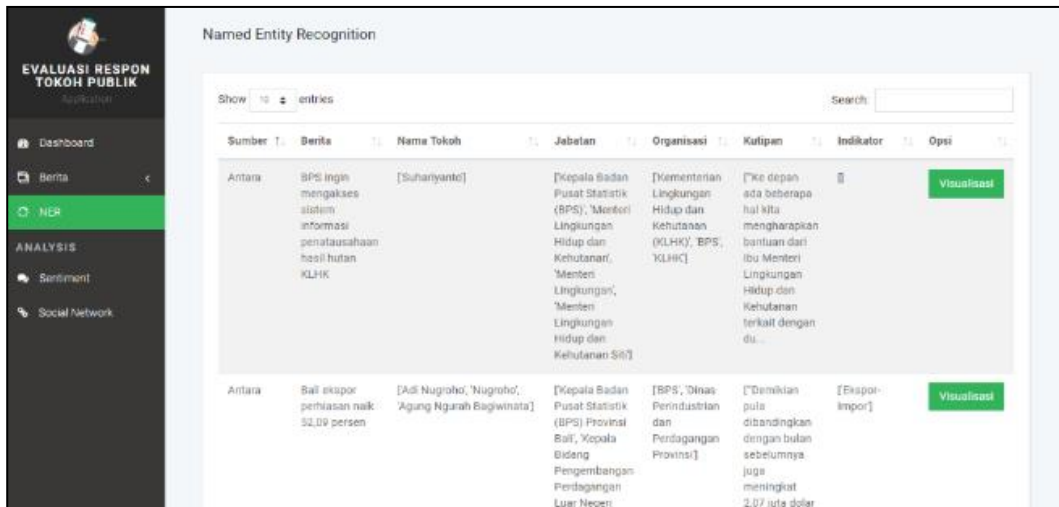 Named Entity Recognition
EVALUASI RESPON
TOKOH PUBLIK
Application
Show 10 entries
Search:
Dashboard
Berita
NER
ANALYSIS
Sentiment
Social Network
Sumber Berita Nama Tokoh Jabatan Organisasi Kutipan Indikator Opsi
Antara
BPS ingin
mengakses
sistem
informasi
penatausahaan
hasil hutan
KLHK
['Suhariyanto']
['Kepala Badan
Pusat Statistik
(BPS)', 'Menteri
Lingkungan
Hidup dan
Kehutanan',
'Menteri
Lingkungan',
'Menteri
Lingkungan
Hidup dan
Kehutanan Siti']
['Kementerian
Lingkungan
Hidup dan
Kehutanan
(KLHK)', 'BPS',
'KLHK']
["Ke depan
ada beberapa
hal kita
mengharapkan
bantuan dari
Ibu Menteri
Lingkungan
Hidup dan
Kehutanan
terkait dengan
du...
[]
Visualisasi
Antara
Bali ekspor
perhiasan naik
52,09 persen
['Adi Nugroho', 'Nugroho',
'Agung Ngurah Bagiwinata']
['Kepala Badan
Pusat Statistik
(BPS) Provinsi
Bali', 'Kepala
Bidang
Pengembangan
Perdagangan
Luar Negeri
['BPS', 'Dinas
Perindustrian
dan
Perdagangan
Provinsi']
["Demikian
pula
dibandingkan
dengan bulan
sebelumnya
juga
meningkat
2,07 juta dolar
['Ekspor-
Impor']
Visualisasi